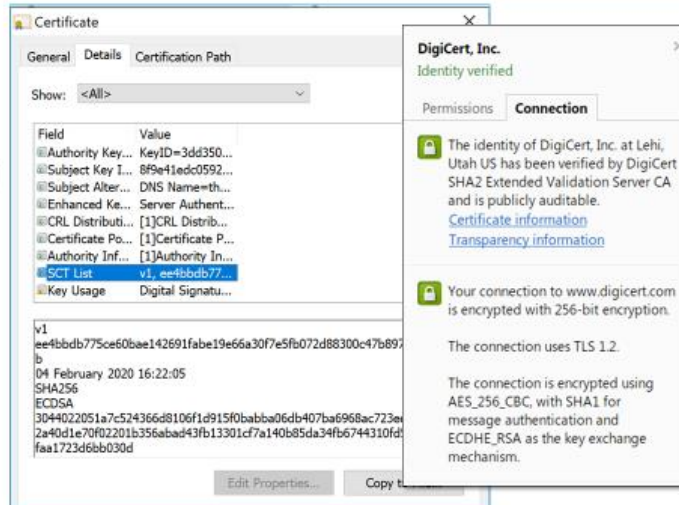 Certificate
General Details Certification Path
Show: <All>
Field Value
Authority Key... KeyID=3dd350...
Subject Key I... 8f9e41edc0592...
Subject Alter... DNS Name=th...
Enhanced Ke... Server Authent...
CRL Distributi... [1]CRL Distrib...
Certificate Po... [1]Certificate P...
Authority Inf... [1]Authority In...
SCT List v1, ee4bbdb77...
Key Usage Digital Signatu...
v1
ee4bbdb775ce60bae142691fabe19e66a30f7e5fb072d88300c47b897
b
04 February 2020 16:22:05
SHA256
ECDSA
3044022051a7c524366d8106f1d915f0babba06db407ba6968ac723e
2a40d1e70f02201b356abad43fb13301cf7a140b85da34fb6744310fd
faa1723d6bb030d
Edit Properties...
DigiCert, Inc.
Identity verified
Permissions Connection
The identity of DigiCert, Inc. at Lehi,
Utah US has been verified by DigiCert
SHA2 Extended Validation Server CA
and is publicly auditable.
Certificate information
Transparency information
Your connection to www.digicert.com
is encrypted with 256-bit encryption.
The connection uses TLS 1.2.
The connection is encrypted using
AES_256_CBC, with SHA1 for
message authentication and
ECDHE_RSA as the key exchange
mechanism.